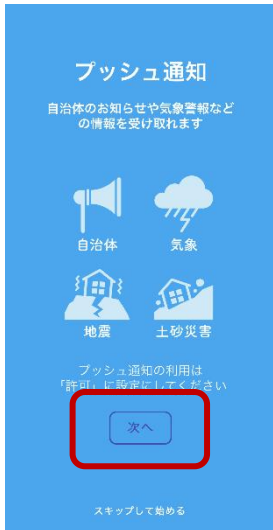 プッシュ通知
自治体のお知らせや気象警報など
の情報を受け取れます
自治体
気象
地震
土砂災害
プッシュ通知の利用は
「許可」に設定にしてください
次へ
スキップして始める